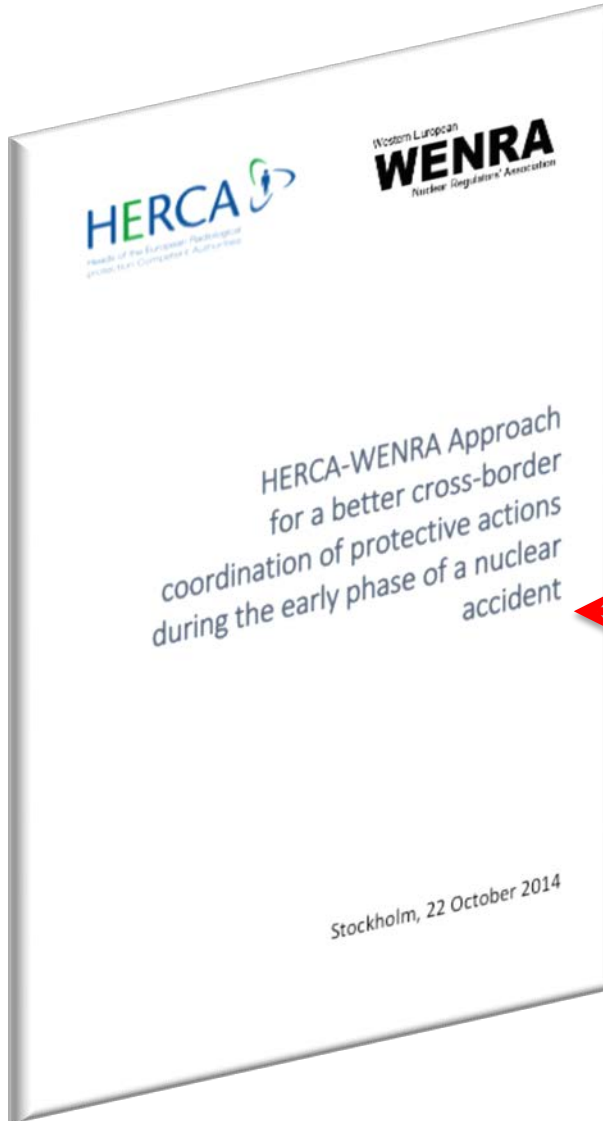 HERCA
Heads of the European Radiological
protection Competent Authorities
Western European
WENRA
Nuclear Regulators' Association
HERCA-WENRA Approach
for a better cross-border
coordination of protective actions
during the early phase of a nuclear
accident
Stockholm, 22 October 2014